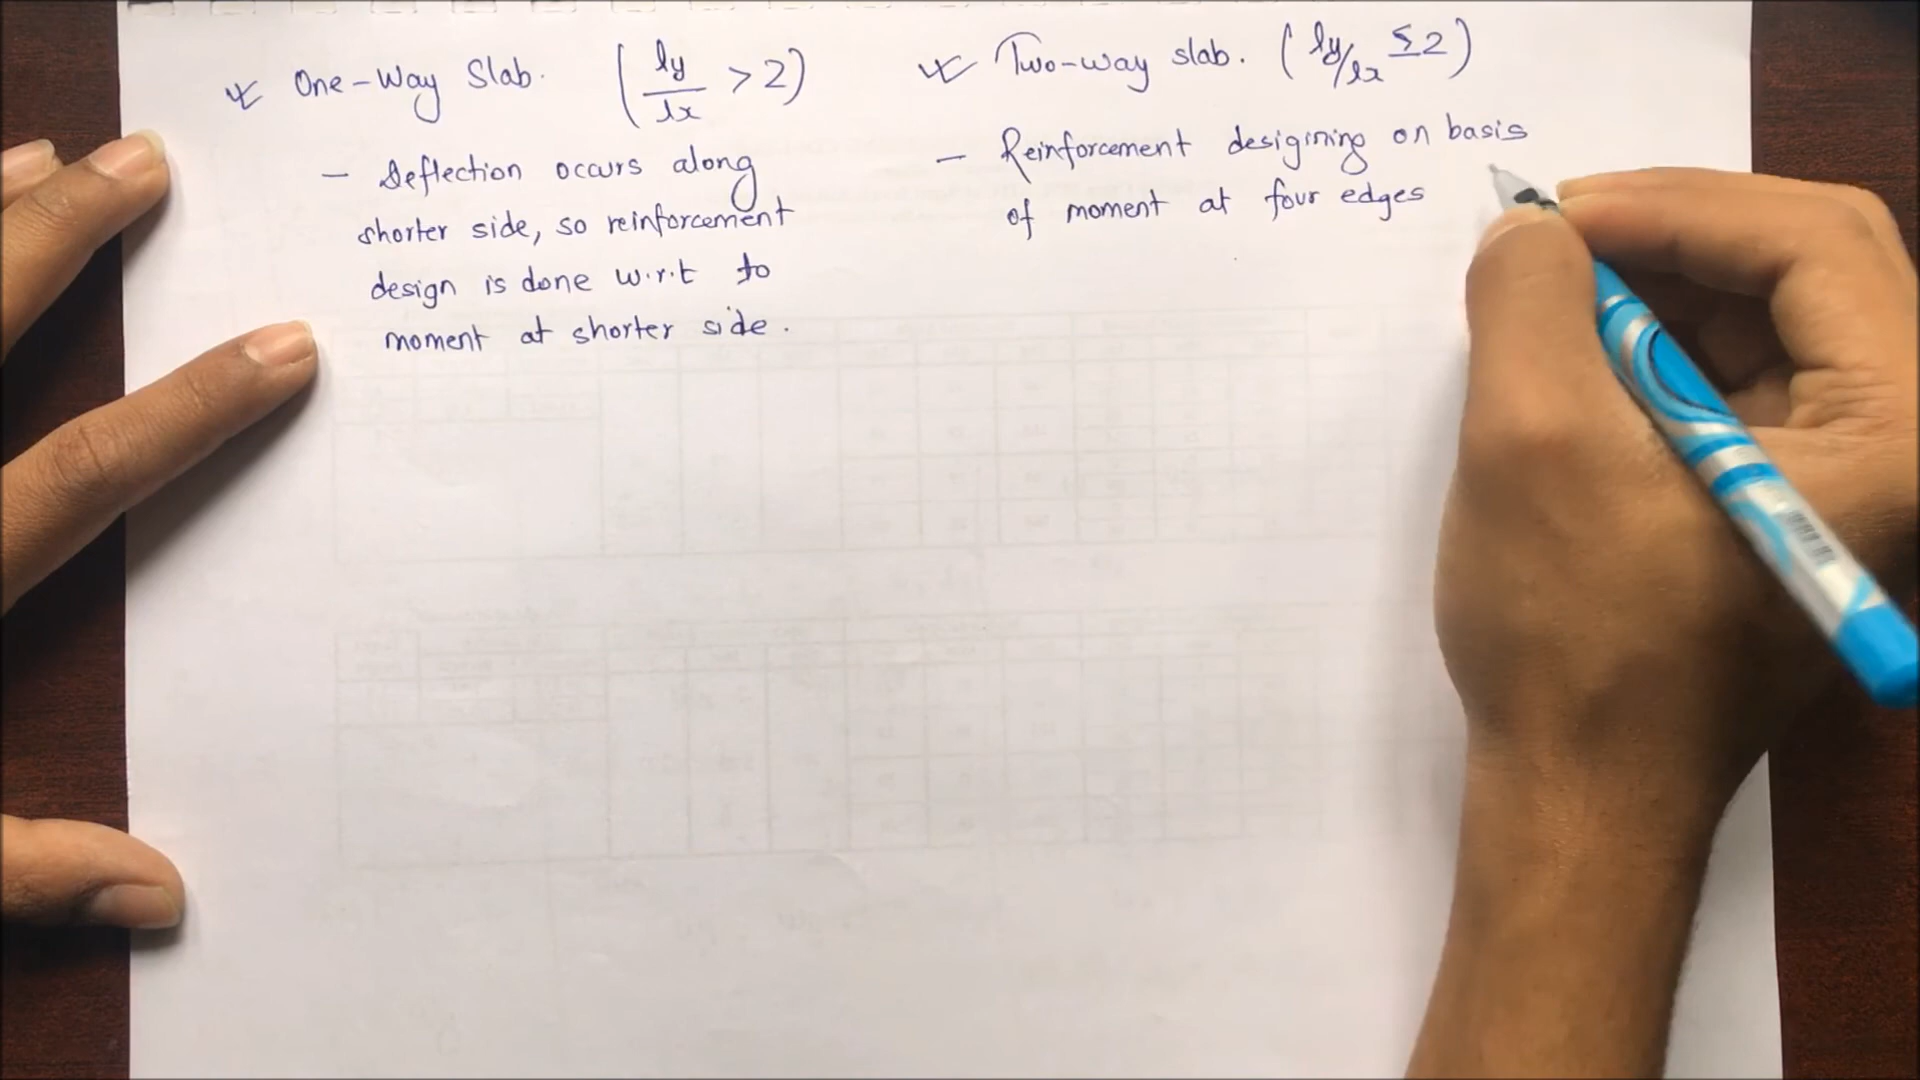 One-Way Slab. (ly/lx > 2)
- Deflection occurs along
shorter side, so reinforcement
design is done w.r.t to
moment at shorter side.
Two-way slab. (ly/lx ≤ 2)
- Reinforcement desigining on basis
of moment at four edges